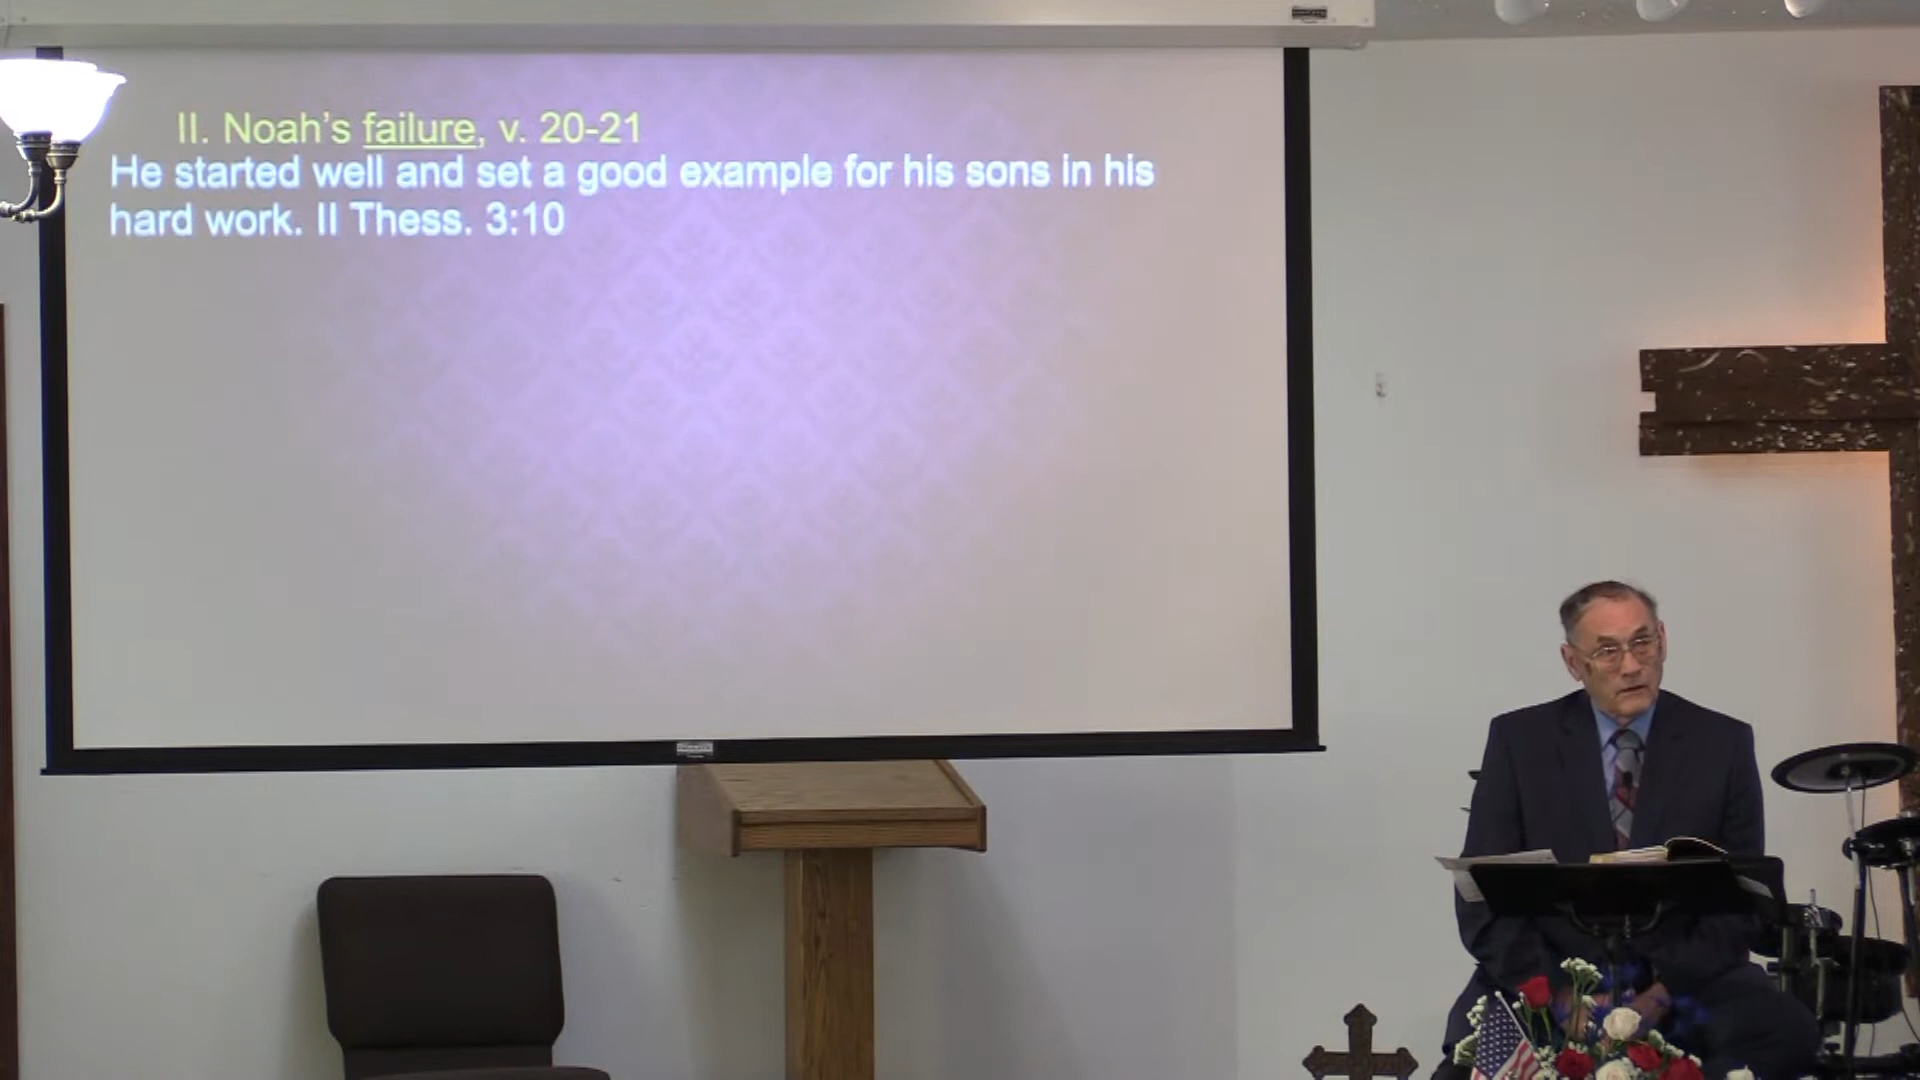 II. Noah's failure, v. 20-21
He started well and set a good example for his sons in his
hard work. II Thess. 3:10